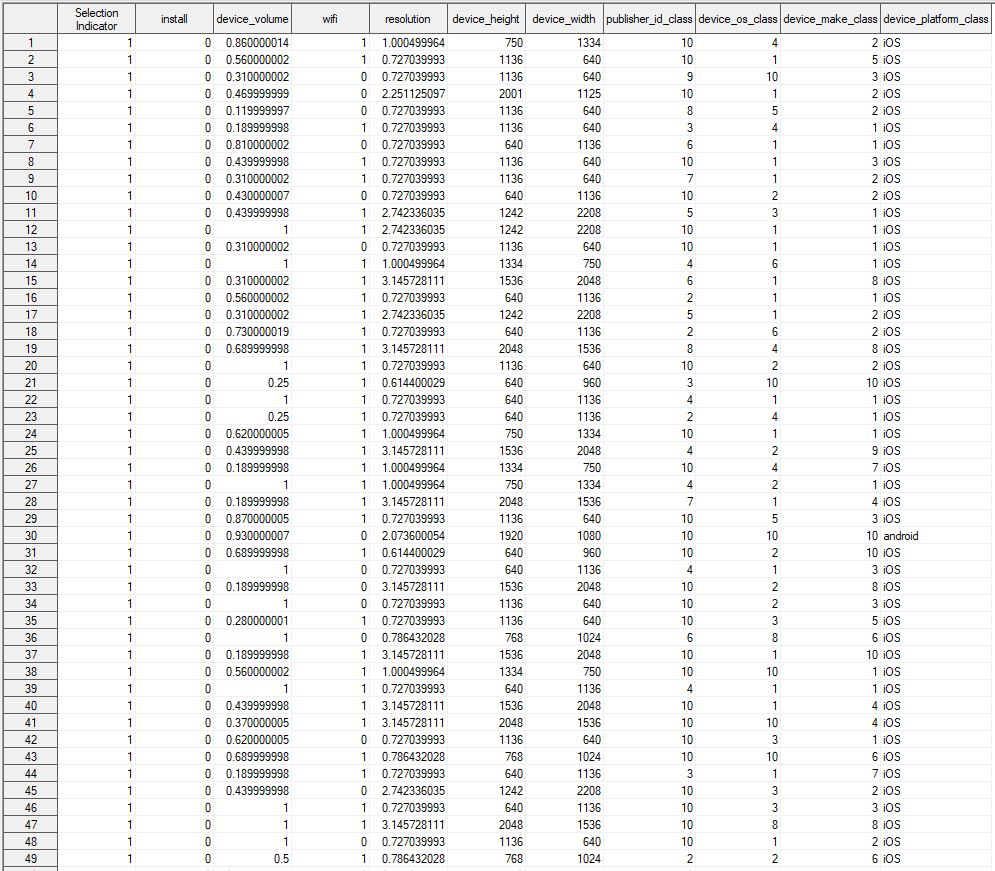 Selection Indicator install device_volume wifi resolution device_height device_width publisher_id_class device_os_class device_make_class device_platform_class
1 1 0 0.860000014 1 1.000499964 750 1334 10 4 2 iOS
2 1 0 0.560000002 1 0.727039993 1136 640 10 1 5 iOS
3 1 0 0.310000002 0 0.727039993 1136 640 9 10 3 iOS
4 1 0 0.469999999 0 2.251125097 2001 1125 10 1 2 iOS
5 1 0 0.119999997 0 0.727039993 1136 640 8 5 2 iOS
6 1 0 0.189999998 1 0.727039993 1136 640 3 4 1 iOS
7 1 0 0.810000002 0 0.727039993 640 1136 6 1 1 iOS
8 1 0 0.439999998 1 0.727039993 1136 640 10 1 3 iOS
9 1 0 0.310000002 1 0.727039993 1136 640 7 1 2 iOS
10 1 0 0.430000007 0 0.727039993 640 1136 10 2 2 iOS
11 1 0 0.439999998 1 2.742336035 1242 2208 5 3 1 iOS
12 1 0 1 1 2.742336035 1242 2208 10 1 1 iOS
13 1 0 0.310000002 0 0.727039993 1136 640 10 1 1 iOS
14 1 0 1 1 1.000499964 1334 750 4 6 1 iOS
15 1 0 0.310000002 1 3.145728111 1536 2048 6 1 8 iOS
16 1 0 0.560000002 1 0.727039993 640 1136 2 1 1 iOS
17 1 0 0.310000002 1 2.742336035 1242 2208 5 1 2 iOS
18 1 0 0.730000019 1 0.727039993 640 1136 2 6 2 iOS
19 1 0 0.689999998 1 3.145728111 2048 1536 8 4 8 iOS
20 1 0 1 1 0.727039993 1136 640 10 2 2 iOS
21 1 0 0.25 1 0.614400029 640 960 3 10 10 iOS
22 1 0 1 1 0.727039993 640 1136 4 1 1 iOS
23 1 0 0.25 1 0.727039993 640 1136 2 4 1 iOS
24 1 0 0.620000005 1 1.000499964 750 1334 10 1 1 iOS
25 1 0 0.439999998 1 3.145728111 1536 2048 4 2 9 iOS
26 1 0 0.189999998 1 1.000499964 1334 750 10 4 7 iOS
27 1 0 1 1 1.000499964 750 1334 4 2 1 iOS
28 1 0 0.189999998 1 3.145728111 2048 1536 7 1 4 iOS
29 1 0 0.870000005 1 0.727039993 1136 640 10 5 3 iOS
30 1 0 0.930000007 0 2.073600054 1920 1080 10 10 10 android
31 1 0 0.689999998 1 0.614400029 640 960 10 2 10 iOS
32 1 0 1 0 0.727039993 640 1136 4 1 3 iOS
33 1 0 0.189999998 0 3.145728111 1536 2048 10 2 8 iOS
34 1 0 1 0 0.727039993 1136 640 10 2 3 iOS
35 1 0 0.280000001 1 0.727039993 1136 640 10 3 5 iOS
36 1 0 1 0 0.786432028 768 1024 6 8 6 iOS
37 1 0 0.189999998 1 3.145728111 1536 2048 10 1 10 iOS
38 1 0 0.560000002 1 1.000499964 1334 750 10 10 1 iOS
39 1 0 1 1 0.727039993 640 1136 4 1 1 iOS
40 1 0 0.439999998 1 3.145728111 1536 2048 10 1 4 iOS
41 1 0 0.370000005 1 3.145728111 2048 1536 10 10 4 iOS
42 1 0 0.620000005 0 0.727039993 1136 640 10 3 1 iOS
43 1 0 0.689999998 1 0.786432028 768 1024 10 10 6 iOS
44 1 0 0.189999998 1 0.727039993 640 1136 3 1 7 iOS
45 1 0 0.439999998 0 2.742336035 1242 2208 10 3 2 iOS
46 1 0 1 1 0.727039993 640 1136 10 3 3 iOS
47 1 0 1 1 3.145728111 2048 1536 10 8 8 iOS
48 1 0 1 0 0.727039993 1136 640 10 1 2 iOS
49 1 0 0.5 1 0.786432028 768 1024 2 2 6 iOS